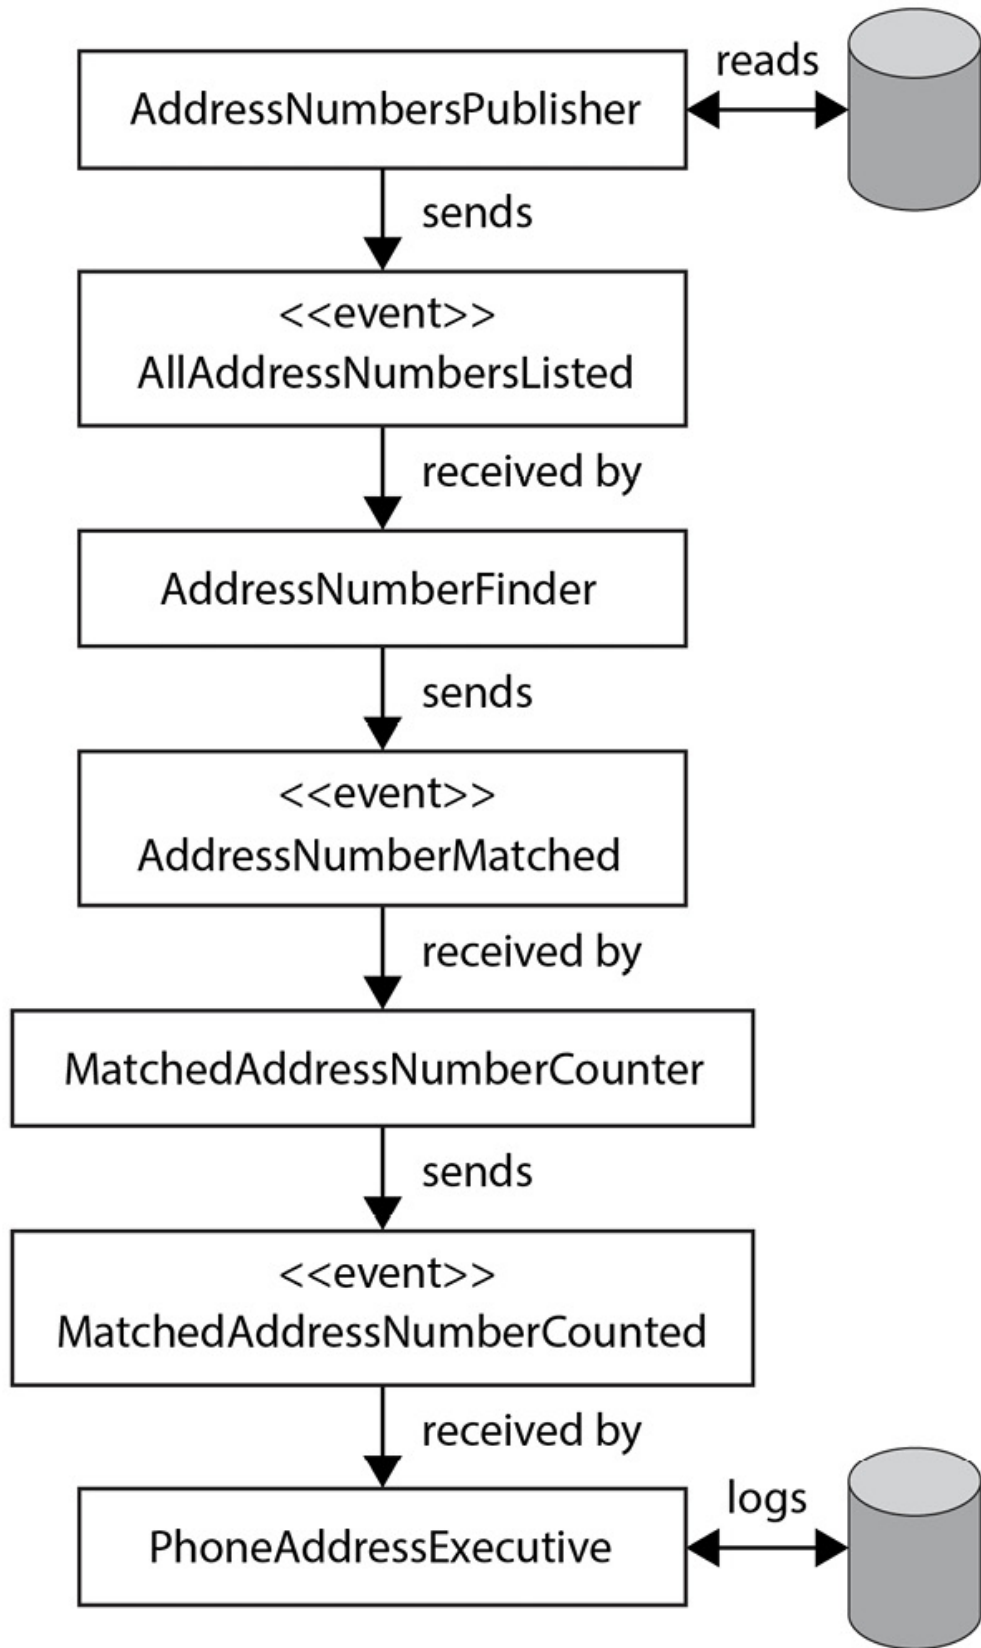 AddressNumbersPublisher
reads
sends
<<event>>
AllAddressNumbersListed
received by
AddressNumberFinder
sends
<<event>>
AddressNumberMatched
received by
MatchedAddressNumberCounter
sends
<<event>>
MatchedAddressNumberCounted
received by
PhoneAddressExecutive
logs